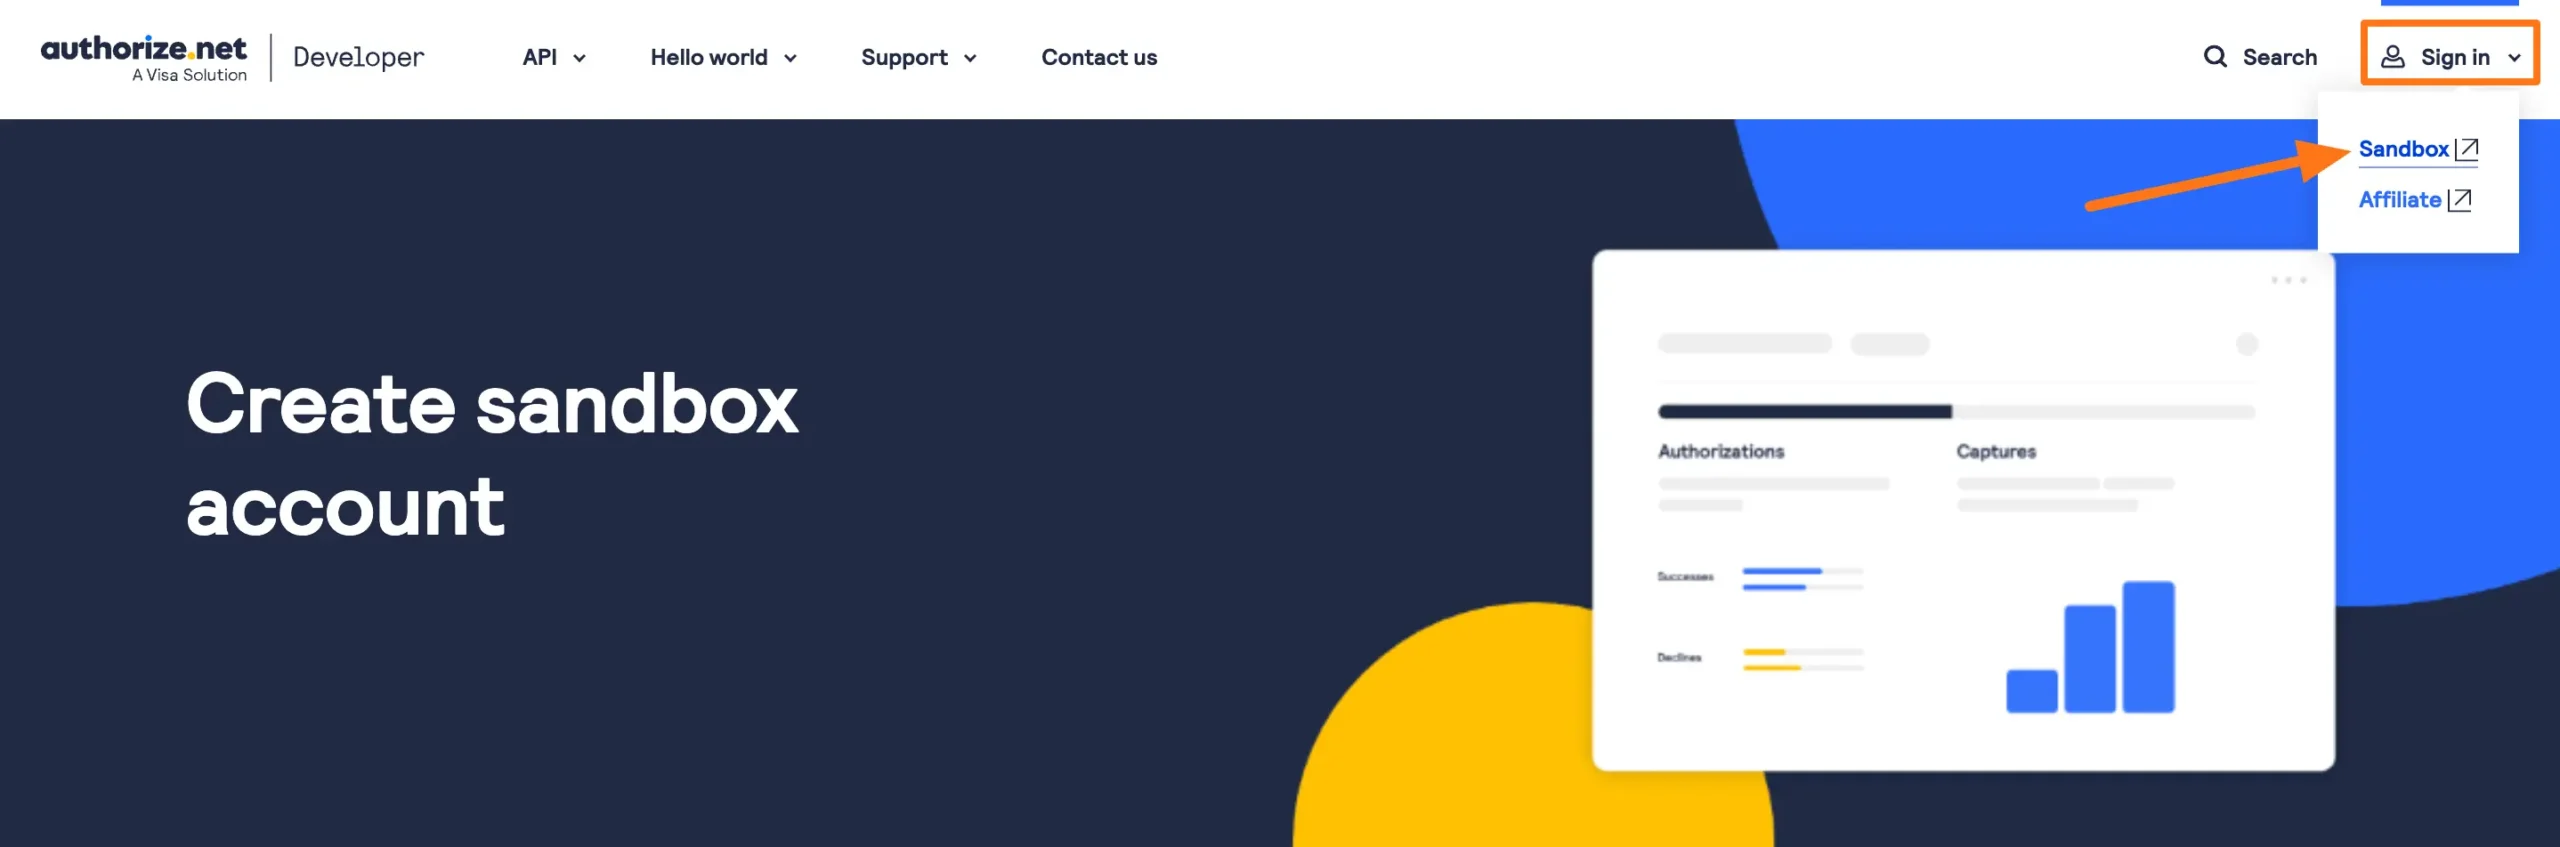 authorize.net
A Visa Solution
Developer
API
Hello world
Support
Contact us
Search
Sign in
Sandbox
Affiliate
Create sandbox
account
Authorizations
Captures
Successes
Declines